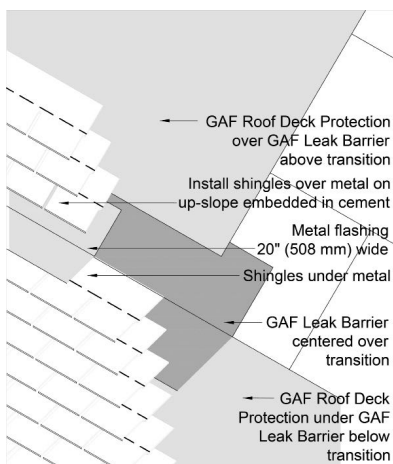 GAF Roof Deck Protection
over GAF Leak Barrier
above transition
Install shingles over metal on
up-slope embedded in cement
Metal flashing
20" (508 mm) wide
Shingles under metal
GAF Leak Barrier
centered over
transition
GAF Roof Deck
Protection under GAF
Leak Barrier below
transition